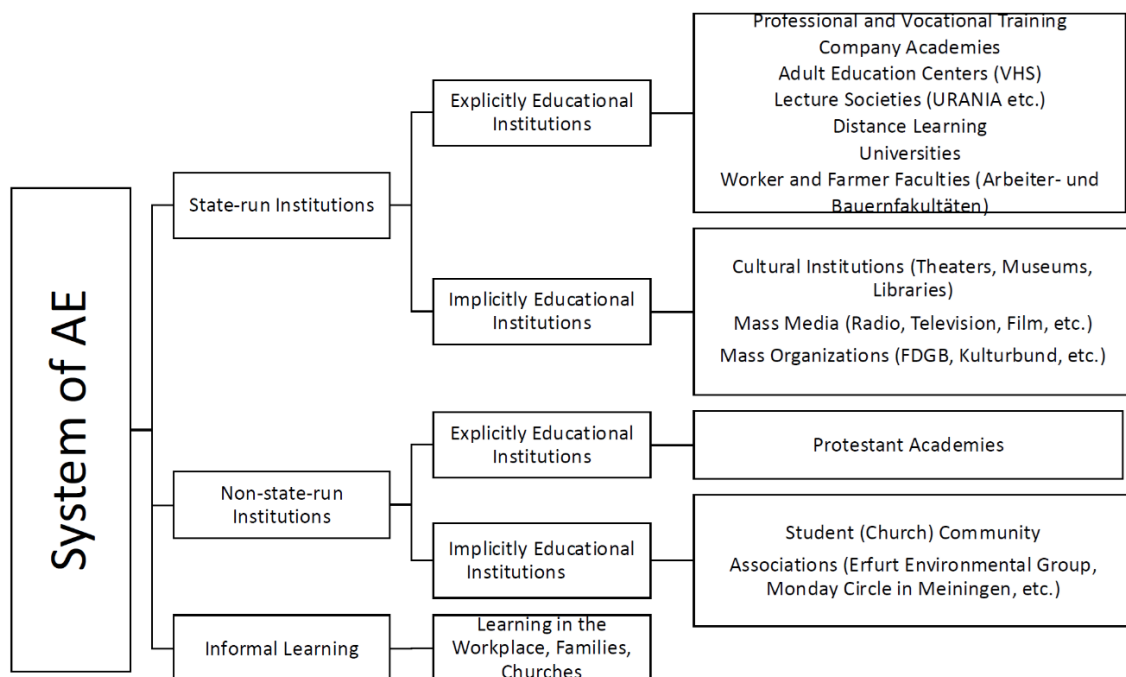 System of AE
State-run Institutions
Explicitly Educational
Institutions
Professional and Vocational Training
Company Academies
Adult Education Centers (VHS)
Lecture Societies (URANIA etc.)
Distance Learning
Universities
Worker and Farmer Faculties (Arbeiter- und
Bauernfakultäten)
Implicitly Educational
Institutions
Cultural Institutions (Theaters, Museums,
Libraries)
Mass Media (Radio, Television, Film, etc.)
Mass Organizations (FDGB, Kulturbund, etc.)
Non-state-run
Institutions
Explicitly Educational
Institutions
Protestant Academies
Implicitly Educational
Institutions
Student (Church) Community
Associations (Erfurt Environmental Group,
Monday Circle in Meiningen, etc.)
Informal Learning
Learning in the
Workplace, Families,
Churches